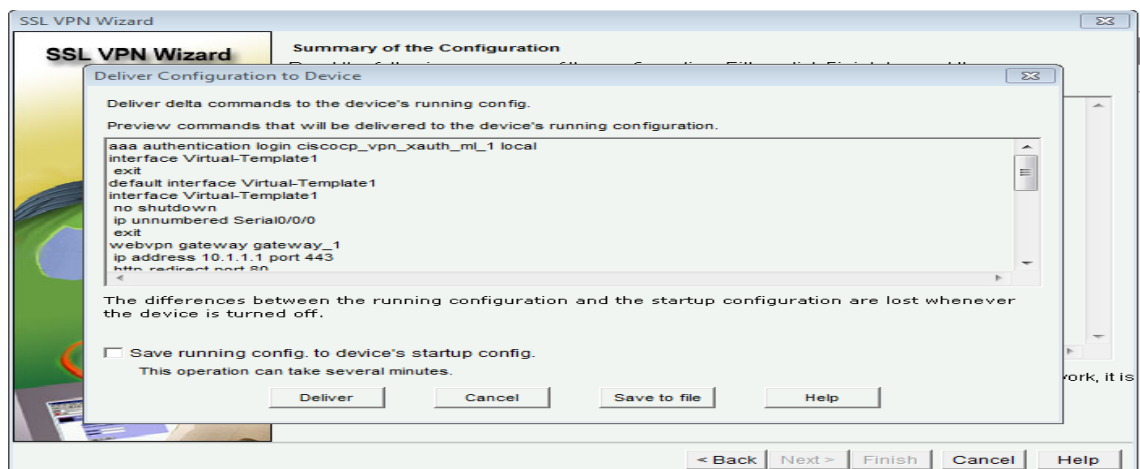 SSL VPN Wizard
SSL VPN Wizard
Summary of the Configuration
Deliver Configuration to Device
Deliver delta commands to the device's running config.
Preview commands that will be delivered to the device's running configuration.
aaa authentication login ciscocp_vpn_xauth_ml_1 local
interface Virtual-Template1
exit
default interface Virtual-Template1
interface Virtual-Template1
no shutdown
ip unnumbered Serial0/0/0
exit
webvpn gateway gateway_1
ip address 10.1.1.1 port 443
http redirect port 80
The differences between the running configuration and the startup configuration are lost whenever
the device is turned off.
Save running config. to device's startup config.
This operation can take several minutes.
it is
Deliver Cancel Save to file Help
< Back Next > Finish Cancel Help